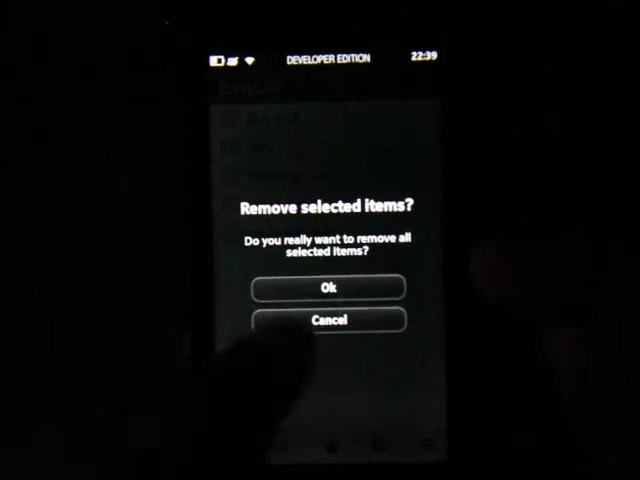 DEVELOPER EDITION 22:39
Remove selected items?
Do you really want to remove all
selected items?
Ok
Cancel